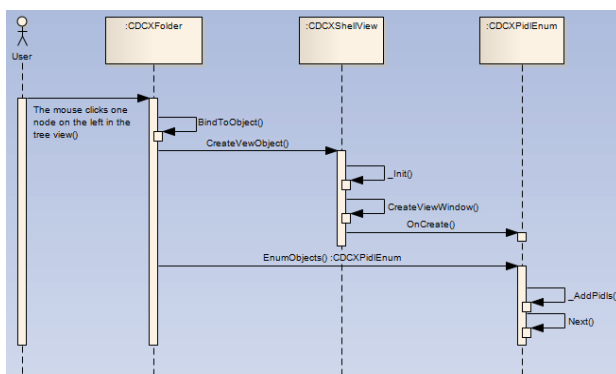 :CDCXFolder
:CDCXShellView
:CDCXPidlEnum
User
The mouse clicks one
node on the left in the
tree view()
BindToObject()
CreateVewObject()
_Init()
CreateViewWindow()
OnCreate()
EnumObjects() :CDCXPidlEnum
_AddPidls()
Next()